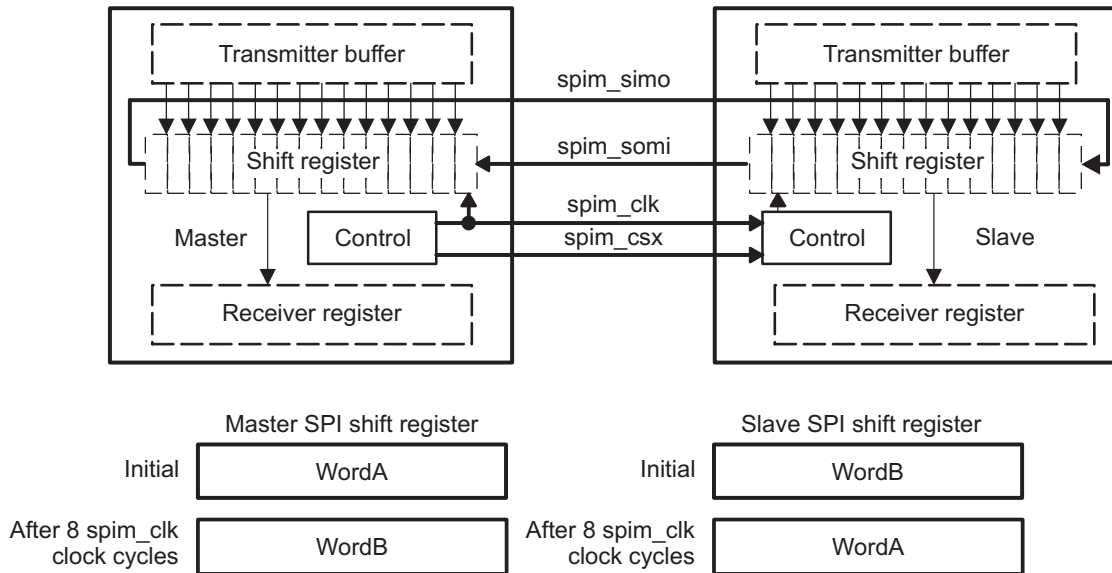 Transmitter buffer
Transmitter buffer
spim_simo
Shift register
spim_somi
Shift register
spim_clk
Master
Control
spim_csx
Control
Slave
Receiver register
Receiver register
Master SPI shift register
Slave SPI shift register
Initial
WordA
Initial
WordB
After 8 spim_clk
clock cycles
WordB
After 8 spim_clk
clock cycles
WordA